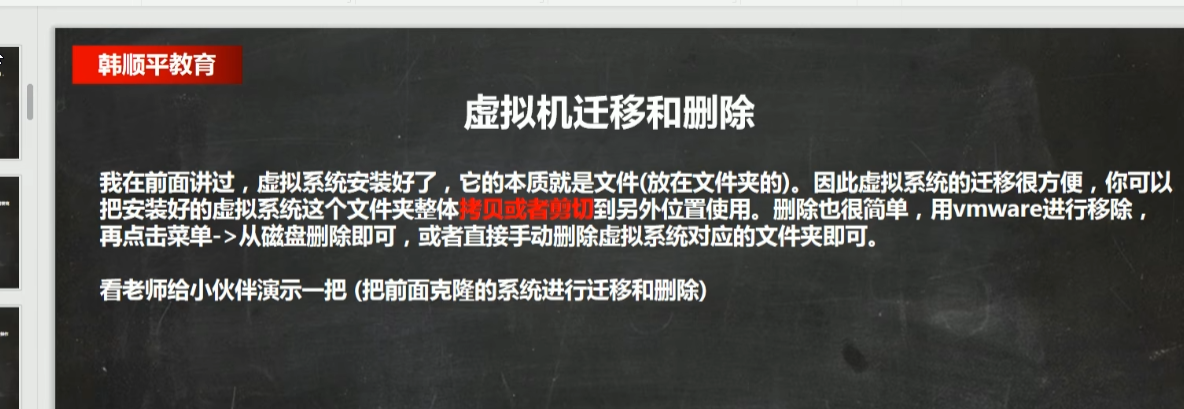 韩顺平教育
虚拟机迁移和删除
我在前面讲过，虚拟系统安装好了，它的本质就是文件(放在文件夹的)。因此虚拟系统的迁移很方便，你可以
把安装好的虚拟系统这个文件夹整体拷贝或者剪切到另外位置使用。删除也很简单，用vmware进行移除，
再点击菜单->从磁盘删除即可，或者直接手动删除虚拟系统对应的文件夹即可。
看老师给小伙伴演示一把 (把前面克隆的系统进行迁移和删除)